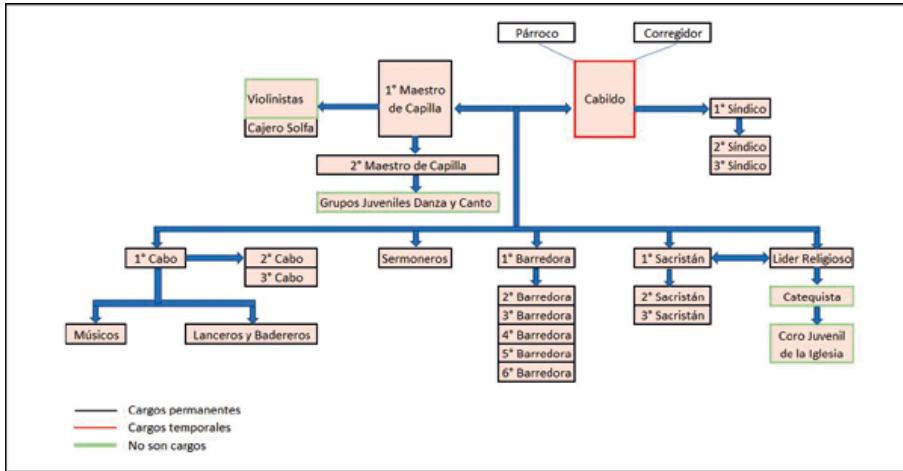 Párroco
Corregidor
Violinistas
Cajero Solfa
1° Maestro
de Capilla
Cabildo
1° Síndico
2° Síndico
3° Síndico
2° Maestro de Capilla
Grupos Juveniles Danza y Canto
1° Cabo
2° Cabo
3° Cabo
Sermoneros
1° Barredora
1° Sacristán
Lider Religioso
2° Barredora
3° Barredora
4° Barredora
5° Barredora
6° Barredora
2° Sacristán
3° Sacristán
Catequista
Músicos
Lanceros y Badereros
Coro Juvenil
de la Iglesia
Cargos permanentes
Cargos temporales
No son cargos